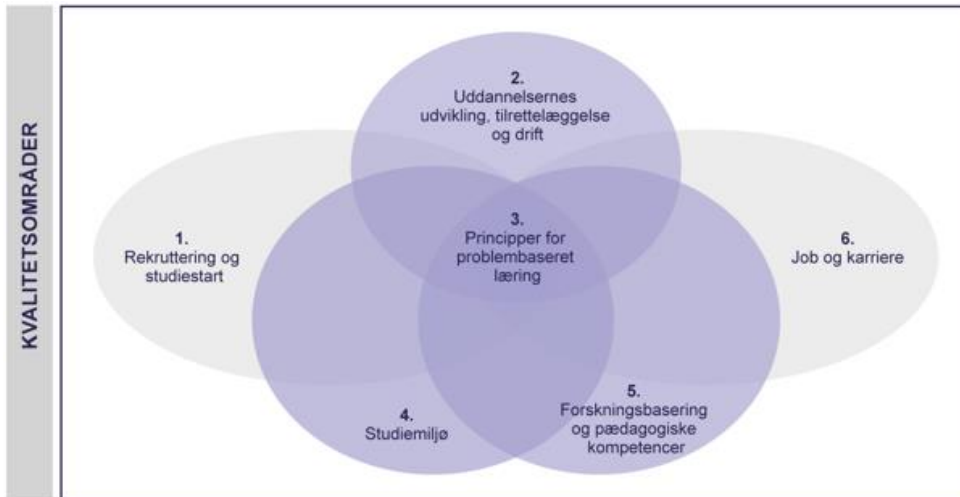 KVALITETSOMRÅDER
1.
Rekruttering og
studiestart
2.
Uddannelsernes
udvikling, tilrettelæggelse
og drift
3.
Principper for
problembaseret
læring
4.
Studiemiljø
5.
Forskningsbasering
og pædagogiske
kompetencer
6.
Job og karriere